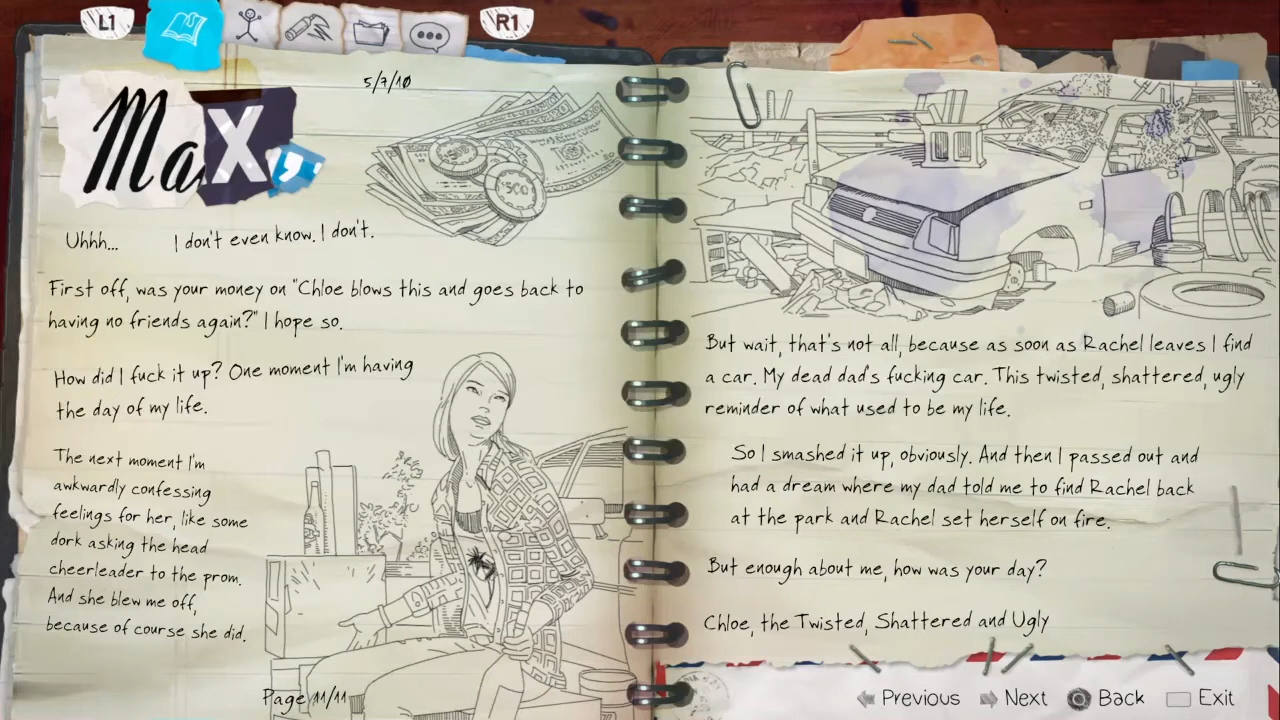 L1
R1
5/7/10
Max,
500
Uhhh... I don't even know. I don't.
First off, was your money on "Chloe blows this and goes back to
having no friends again?" I hope so.
How did I fuck it up? One moment I'm having
the day of my life.
The next moment I'm
awkwardly confessing
feelings for her, like some
dork asking the head
cheerleader to the prom.
And she blew me off,
because of course she did.
Page 11/11
But wait, that's not all, because as soon as Rachel leaves I find
a car. My dead dad's fucking car. This twisted, shattered, ugly
reminder of what used to be my life.
So I smashed it up, obviously. And then I passed out and
had a dream where my dad told me to find Rachel back
at the park and Rachel set herself on fire.
But enough about me, how was your day?
Chloe, the Twisted, Shattered and Ugly
Previous Next Back Exit